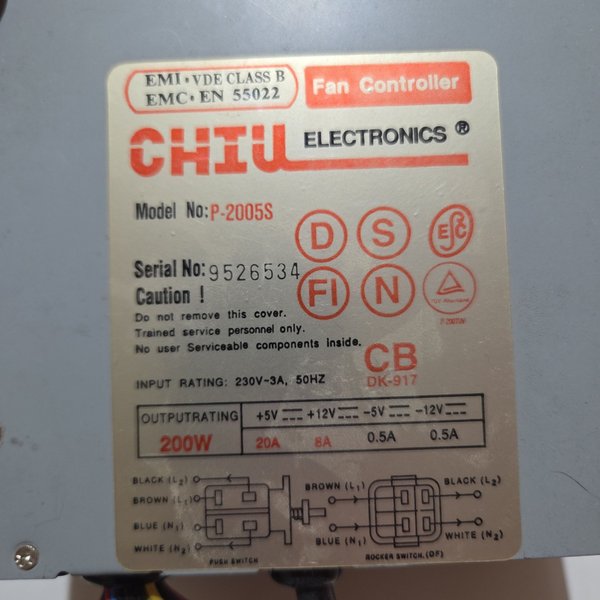 EMI • VDE CLASS B
EMC • EN 55022
Fan Controller
CHIU ELECTRONICS ®
Model No: P-2005S
D S
FI N
Serial No: 9526534
Caution !
Do not remove this cover.
Trained service personnel only.
No user Serviceable components inside.
CB
DK-917
INPUT RATING: 230V~3A, 50HZ
OUTPUTRATING +5V +12V -5V -12V
200W 20A 8A 0.5A 0.5A
BLACK (L2)
BROWN (L1)
BLUE (N1)
WHITE (N2)
PUSH SWITCH
BROWN (L1) BLACK (L2)
BLUE (N1) WHITE (N2)
ROCKER SWITCH, (OF)